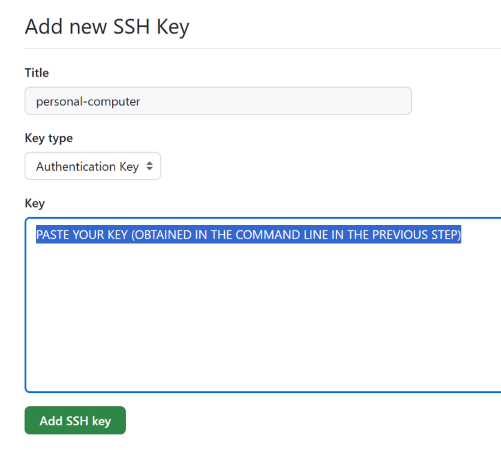 Add new SSH Key
Title
personal-computer
Key type
Authentication Key
Key
PASTE YOUR KEY (OBTAINED IN THE COMMAND LINE IN THE PREVIOUS STEP)
Add SSH key